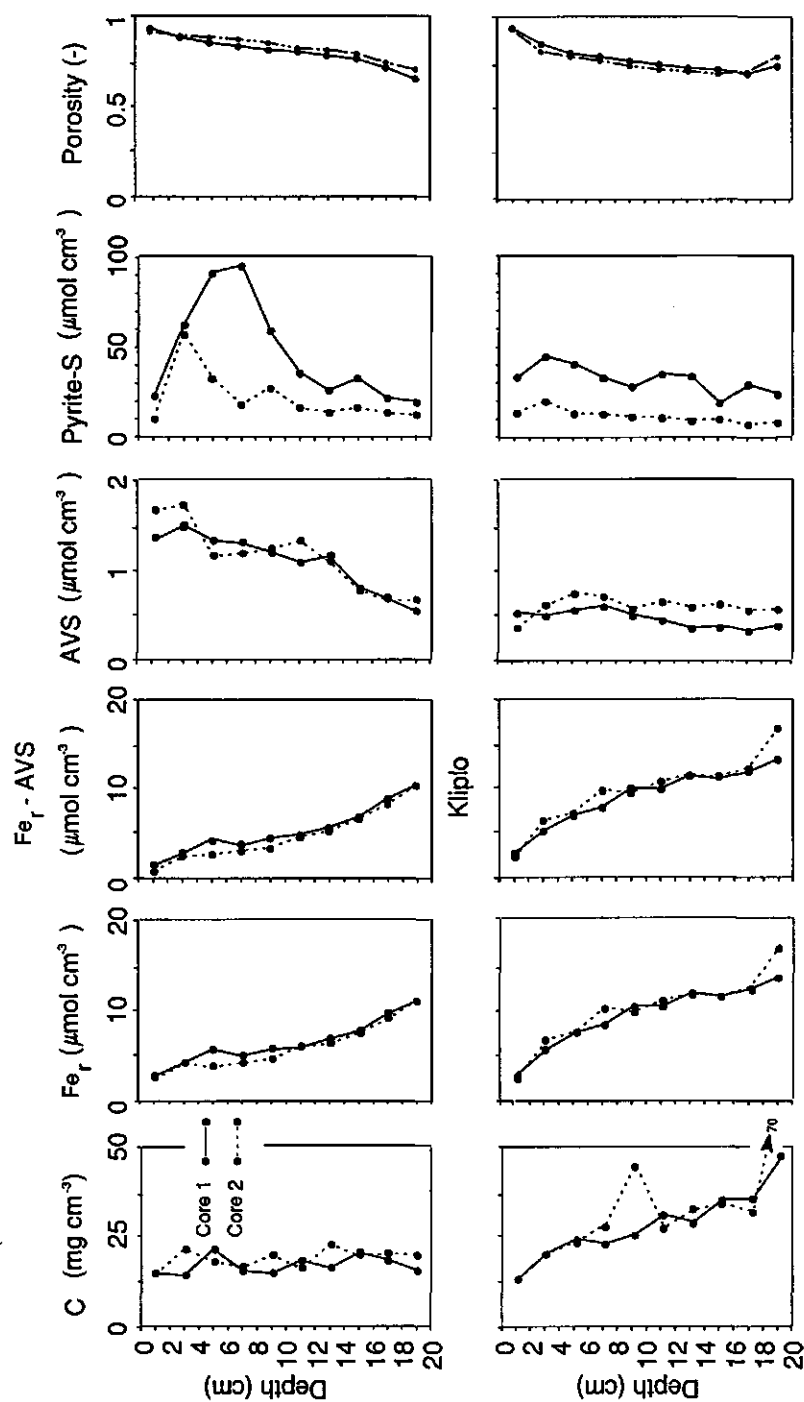 C (mg cm⁻³)
Feᵣ (μmol cm⁻³)
Feᵣ - AVS
(μmol cm⁻³)
AVS (μmol cm⁻³)
Pyrite-S (μmol cm⁻³)
Porosity (-)
0 25 50
0 10 20
0 10 20
0 1 2
0 50 100
0 0.5 1
0
2
4
6
8
10
12
14
16
18
20
Depth (cm)
Core 1
Core 2
Kliplo
0
2
4
6
8
10
12
14
16
18
20
Depth (cm)
70